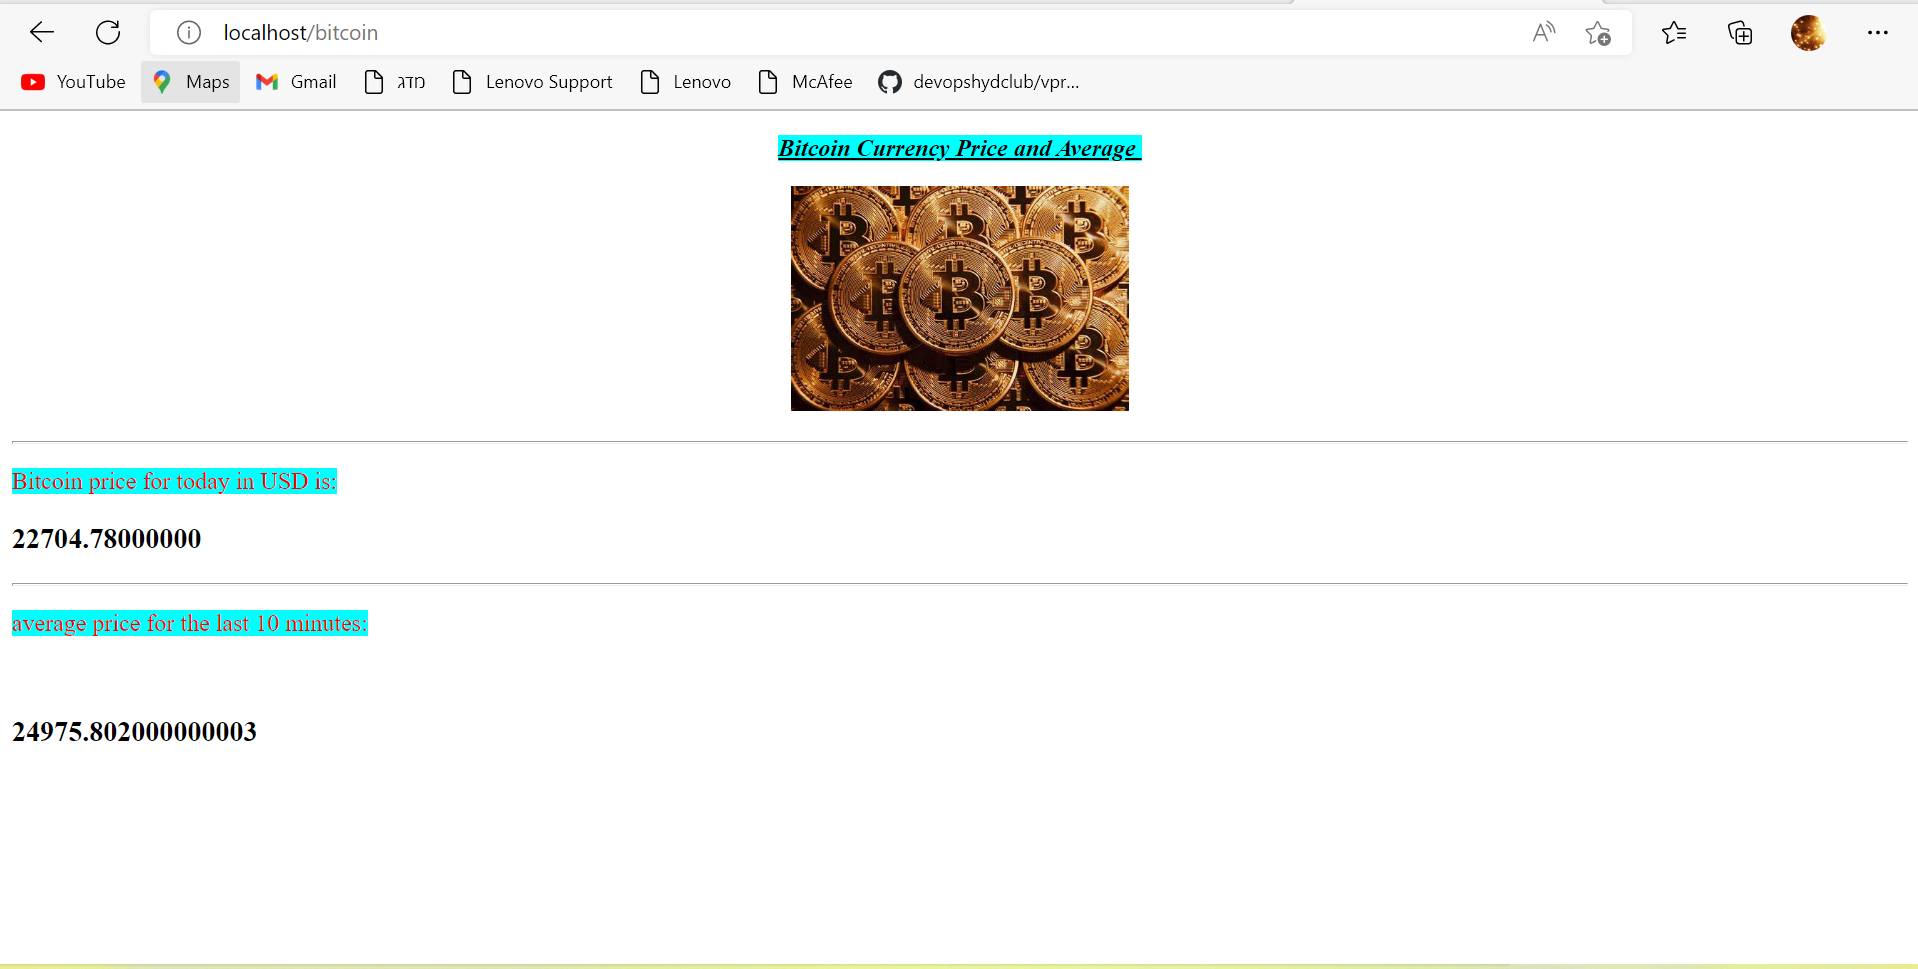 localhost/bitcoin
YouTube Maps Gmail מדג Lenovo Support Lenovo McAfee devopshydclub/vpr...
Bitcoin Currency Price and Average
Bitcoin price for today in USD is:
22704.78000000
average price for the last 10 minutes:
24975.802000000003